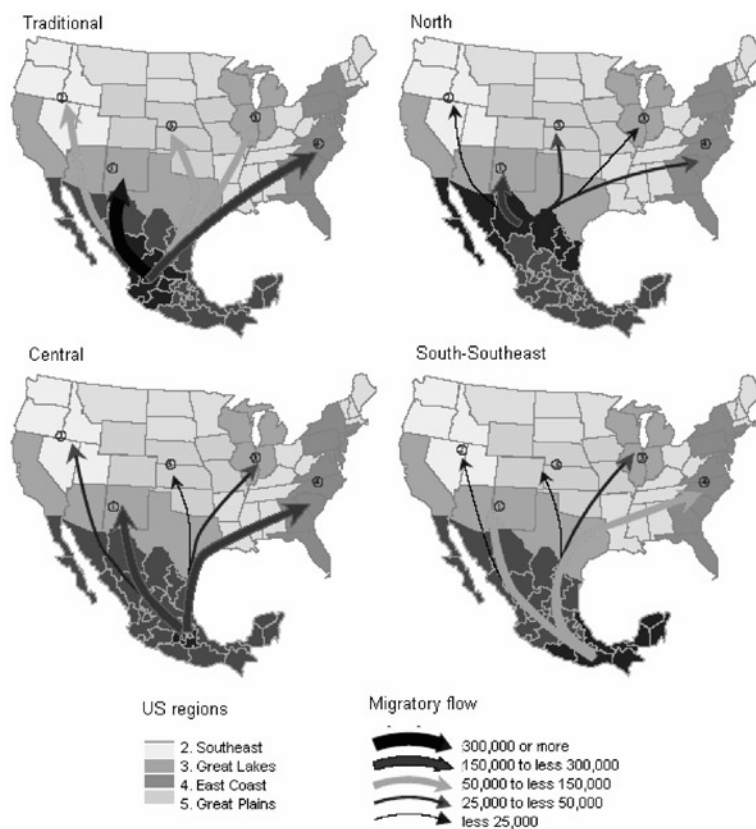 Traditional
North
Central
South-Southeast
US regions
2. Southeast
3. Great Lakes
4. East Coast
5. Great Plains
Migratory flow
300,000 or more
150,000 to less 300,000
50,000 to less 150,000
25,000 to less 50,000
less 25,000